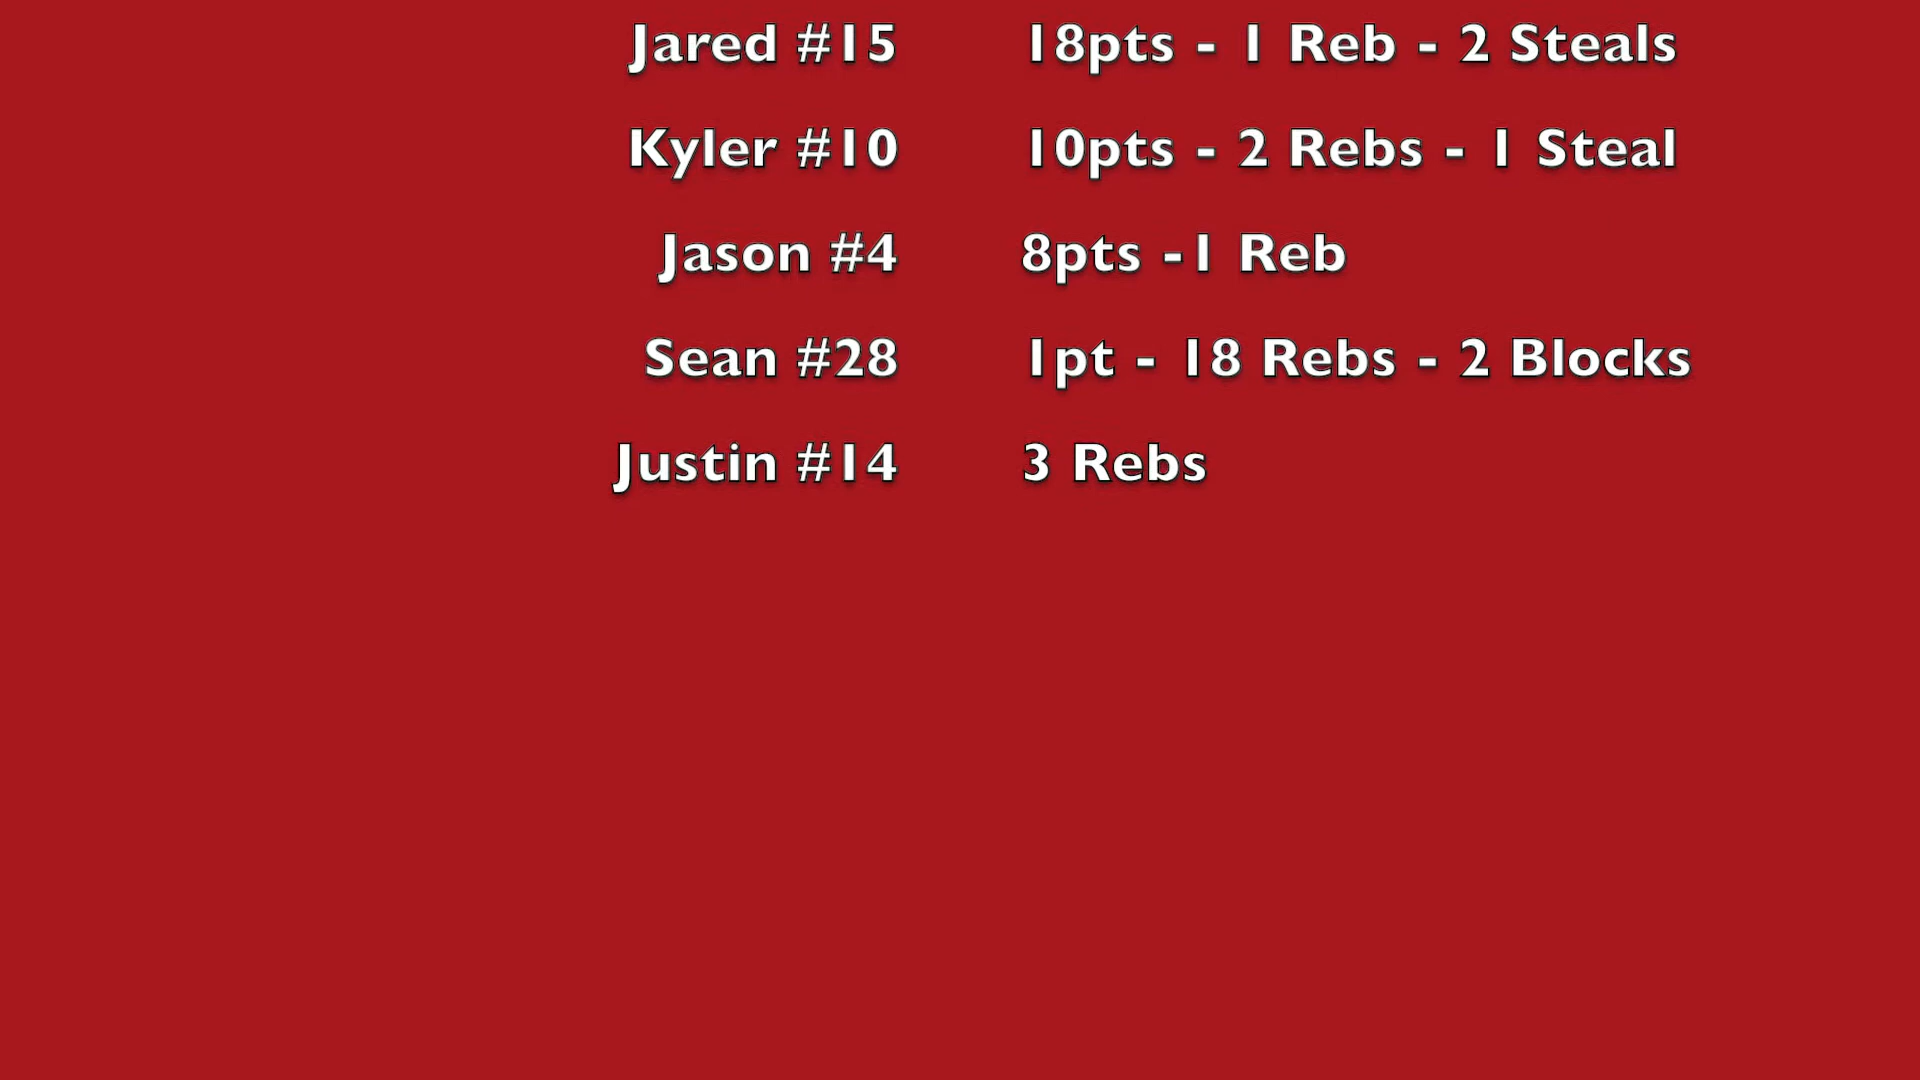 Jared #15 18pts - 1 Reb - 2 Steals
Kyler #10 10pts - 2 Rebs - 1 Steal
Jason #4 8pts -1 Reb
Sean #28 1pt - 18 Rebs - 2 Blocks
Justin #14 3 Rebs